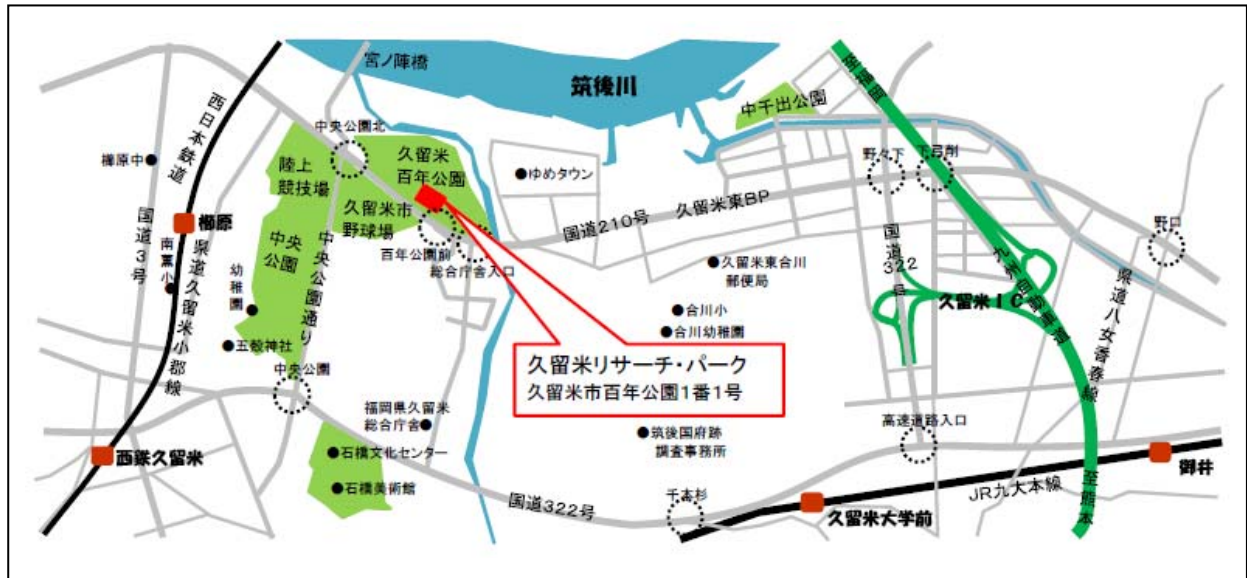 宮ノ陣橋
筑後川
至福岡
中干出公園
中央公園北
西日本鉄道
櫛原中
陸上
競技場
久留米
百年公園
ゆめタウン
野々下
下弓削
国道3号
櫛原
南薫小
県道久留米小郡線
中央
公園
中央公園通り
久留米市
野球場
百年公園前
総合庁舎入口
国道210号
久留米東BP
国道
322号
野口
幼稚園
久留米東合川
郵便局
久留米IC
九州自動車道
県道八女香春線
合川小
合川幼稚園
五穀神社
中央公園
久留米リサーチ・パーク
久留米市百年公園1番1号
福岡県久留米
総合庁舎
筑後国府跡
調査事務所
高速道路入口
西鉄久留米
石橋文化センター
石橋美術館
国道322号
千本杉
久留米大学前
JR九大本線
御井
至熊本